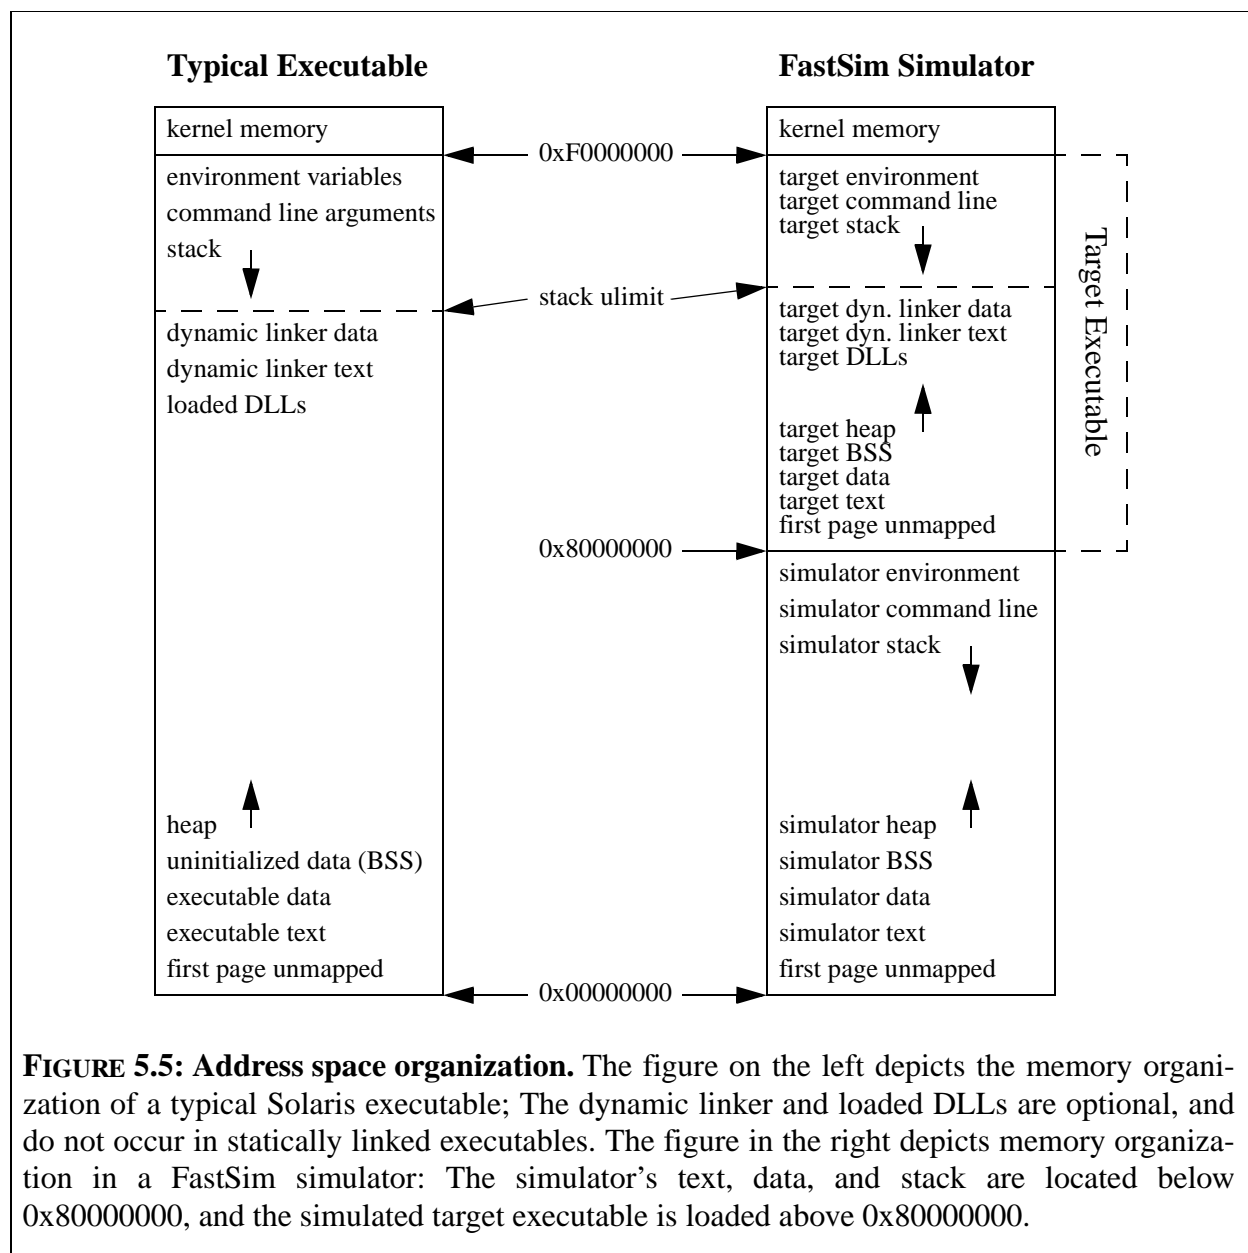 Typical Executable
kernel memory
environment variables
command line arguments
stack
dynamic linker data
dynamic linker text
loaded DLLs
heap
uninitialized data (BSS)
executable data
executable text
first page unmapped
0xF0000000
stack ulimit
0x80000000
0x00000000
FastSim Simulator
kernel memory
target environment
target command line
target stack
target dyn. linker data
target dyn. linker text
target DLLs
target heap
target BSS
target data
target text
first page unmapped
simulator environment
simulator command line
simulator stack
simulator heap
simulator BSS
simulator data
simulator text
first page unmapped
Target Executable
FIGURE 5.5: Address space organization. The figure on the left depicts the memory organi-
zation of a typical Solaris executable; The dynamic linker and loaded DLLs are optional, and
do not occur in statically linked executables. The figure in the right depicts memory organiza-
tion in a FastSim simulator: The simulator's text, data, and stack are located below
0x80000000, and the simulated target executable is loaded above 0x80000000.